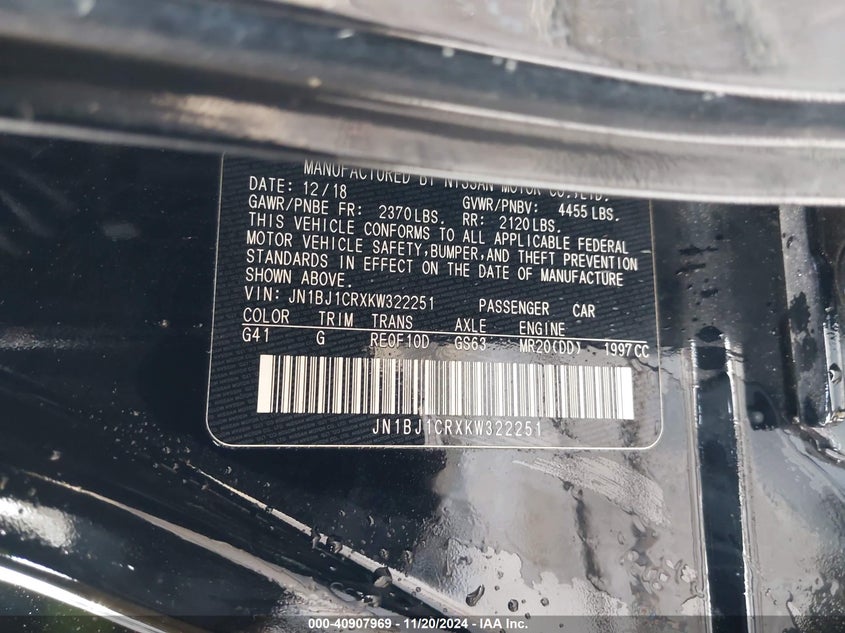 MANUFACTURED BY NISSAN MOTOR CO.,LTD.
DATE: 12/18 GVWR/PNBV: 4455 LBS.
GAWR/PNBE FR: 2370 LBS. RR: 2120 LBS.
THIS VEHICLE CONFORMS TO ALL APPLICABLE FEDERAL
MOTOR VEHICLE SAFETY,BUMPER,AND THEFT PREVENTION
STANDARDS IN EFFECT ON THE DATE OF MANUFACTURE
SHOWN ABOVE.
VIN: JN1BJ1CRXKW322251 PASSENGER CAR
COLOR TRIM TRANS AXLE ENGINE
G41 G RE0F10D GS63 MR20(DD) 1997CC
JN1BJ1CRXKW322251
000-40907969 — 11/20/2024 — IAA Inc.